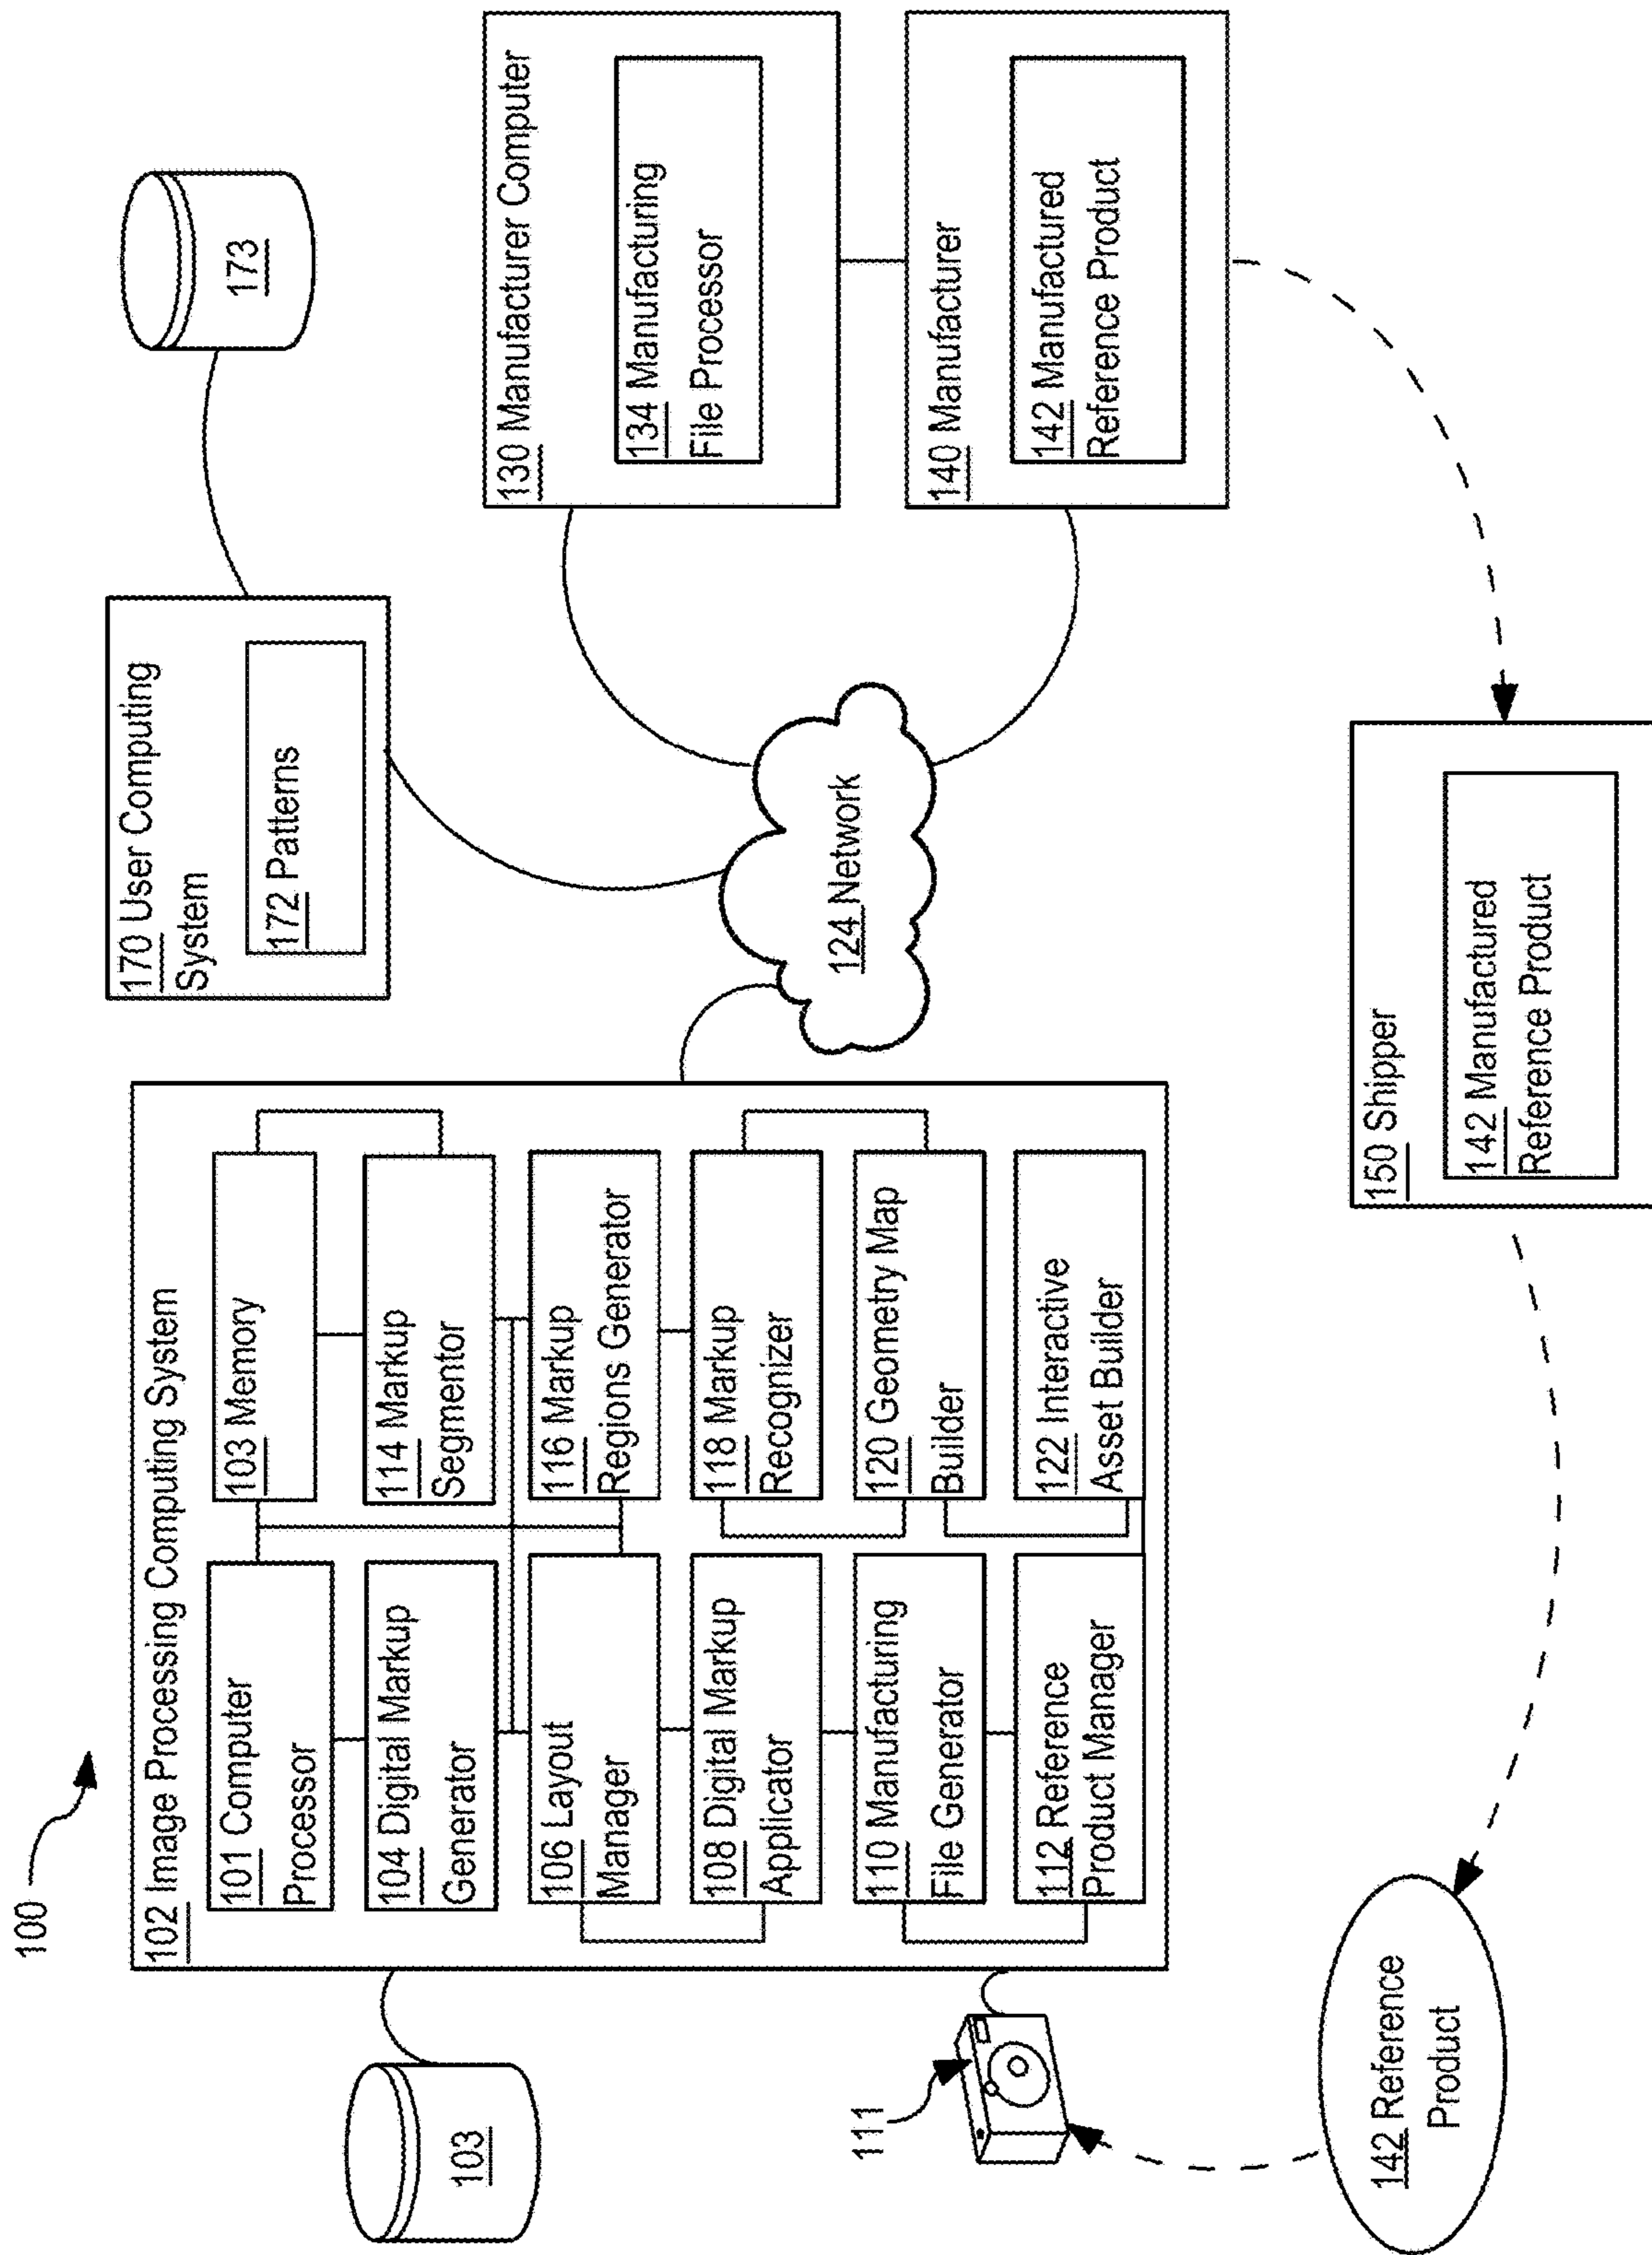 100
102 Image Processing Computing System
101 Computer
Processor
104 Digital Markup
Generator
106 Layout
Manager
108 Digital Markup
Applicator
110 Manufacturing
File Generator
112 Reference
Product Manager
103 Memory
114 Markup
Segmentor
116 Markup
Regions Generator
118 Markup
Recognizer
120 Geometry Map
Builder
122 Interactive
Asset Builder
103
111
142 Reference
Product
124 Network
170 User Computing
System
172 Patterns
173
130 Manufacturer Computer
134 Manufacturing
File Processor
140 Manufacturer
142 Manufactured
Reference Product
150 Shipper
142 Manufactured
Reference Product